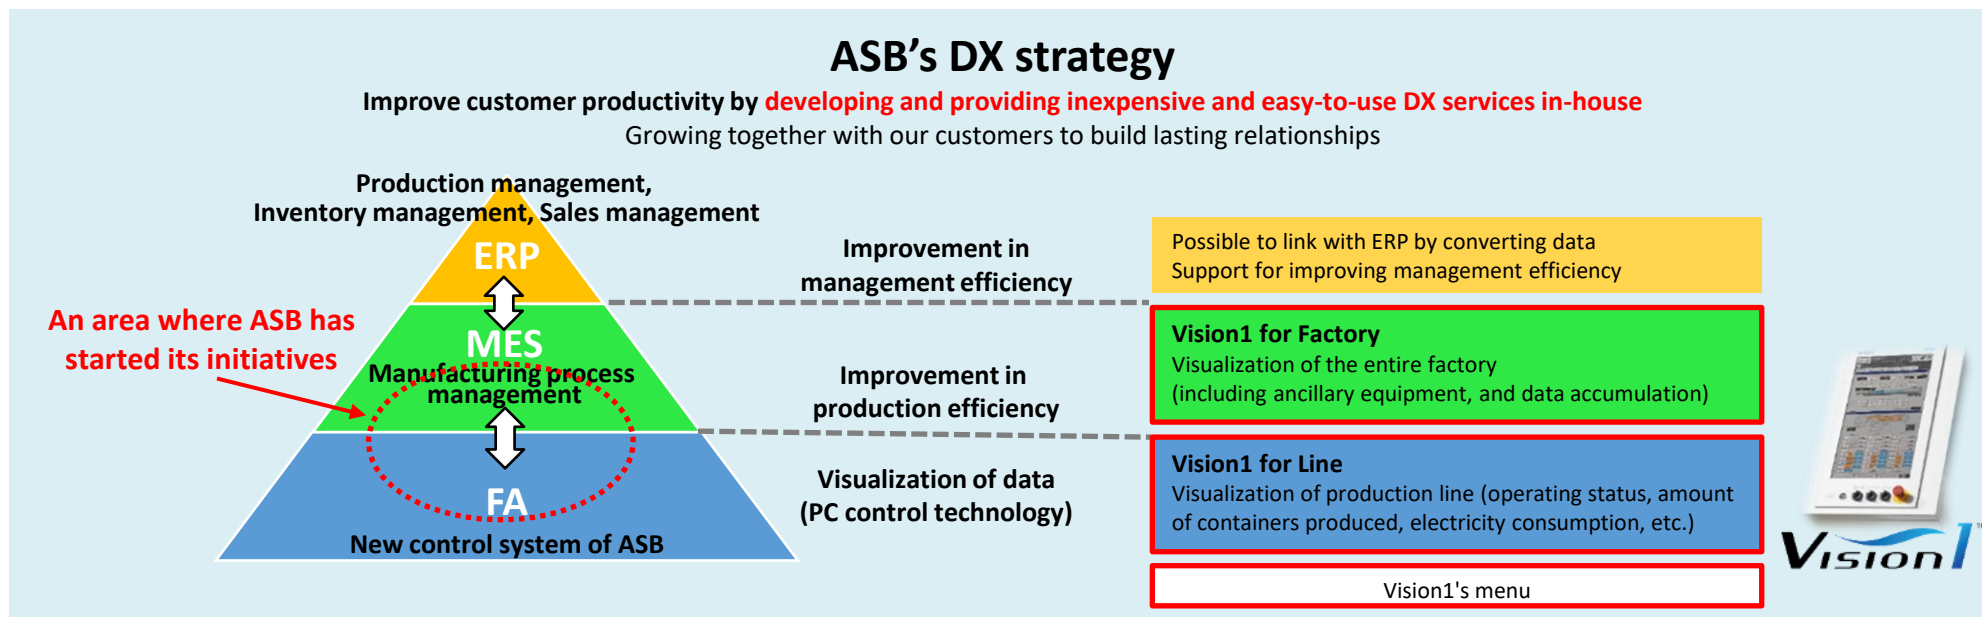 ASB's DX strategy
Improve customer productivity by developing and providing inexpensive and easy-to-use DX services in-house
Growing together with our customers to build lasting relationships
Production management,
Inventory management, Sales management
ERP
MES
Manufacturing process
management
FA
New control system of ASB
An area where ASB has
started its initiatives
Improvement in
management efficiency
Improvement in
production efficiency
Visualization of data
(PC control technology)
Possible to link with ERP by converting data
Support for improving management efficiency
Vision1 for Factory
Visualization of the entire factory
(including ancillary equipment, and data accumulation)
Vision1 for Line
Visualization of production line (operating status, amount
of containers produced, electricity consumption, etc.)
Vision1's menu
Vision1™